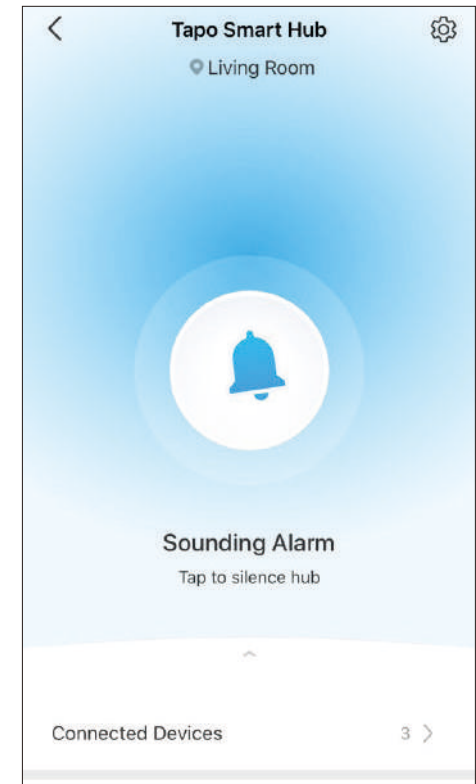 Tapo Smart Hub
Living Room
Sounding Alarm
Tap to silence hub
Connected Devices 3